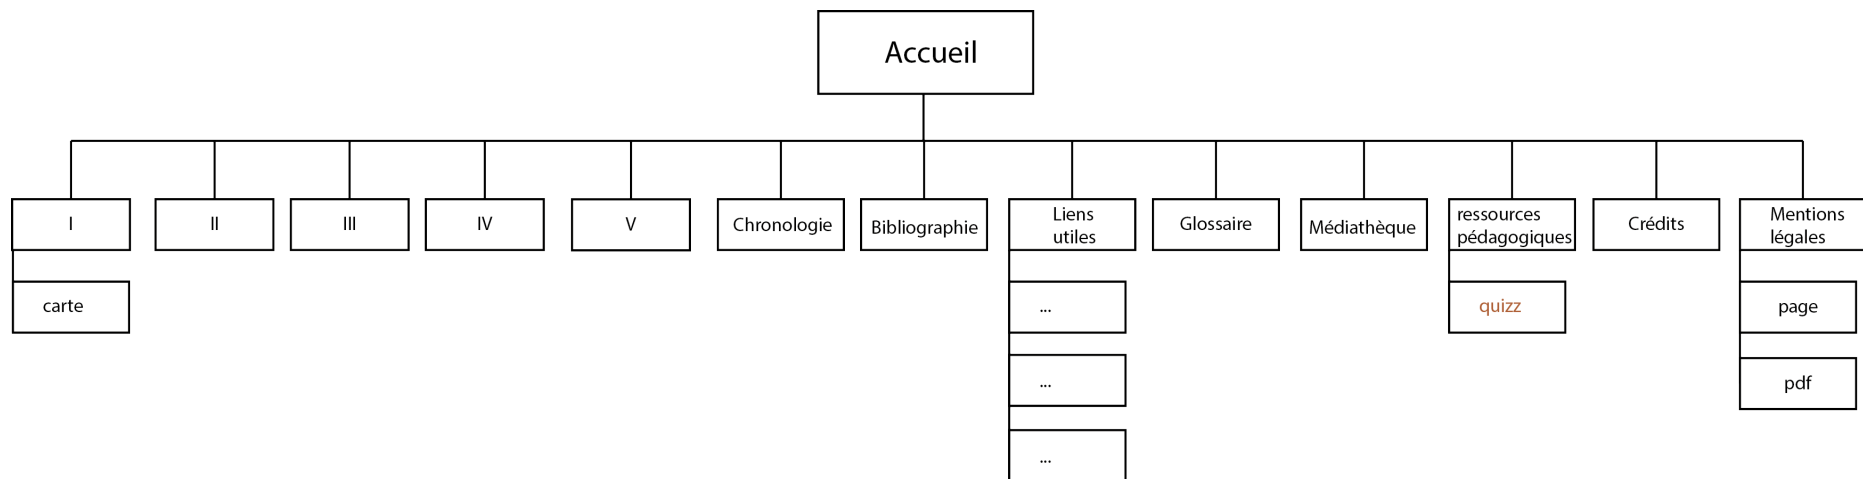 Accueil
I
II
III
IV
V
Chronologie
Bibliographie
Liens
utiles
Glossaire
Médiathèque
ressources
pédagogiques
Crédits
Mentions
légales
carte
...
quizz
page
...
pdf
...